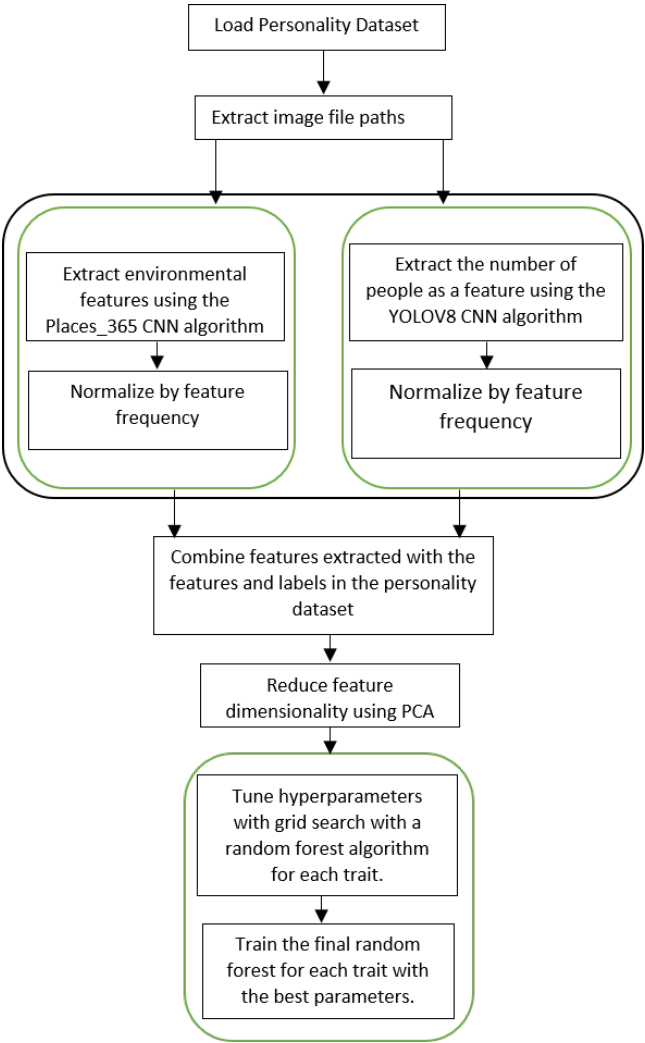 Load Personality Dataset
Extract image file paths
Extract environmental
features using the
Places_365 CNN algorithm
Normalize by feature
frequency
Extract the number of
people as a feature using the
YOLOV8 CNN algorithm
Normalize by feature
frequency
Combine features extracted with the
features and labels in the personality
dataset
Reduce feature
dimensionality using PCA
Tune hyperparameters
with grid search with a
random forest algorithm
for each trait.
Train the final random
forest for each trait with
the best parameters.